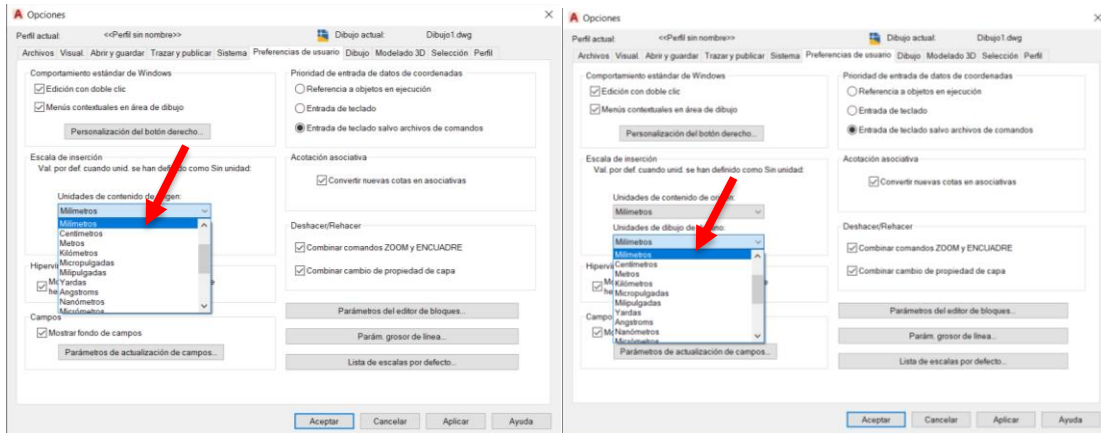 Opciones
Perfil actual: <<Perfil sin nombre>> Dibujo actual: Dibujo1.dwg
Archivos Visual. Abrir y guardar Trazar y publicar Sistema Preferencias de usuario Dibujo Modelado 3D Selección Perfil
Comportamiento estándar de Windows
Edición con doble clic
Menús contextuales en área de dibujo
Personalización del botón derecho...
Escala de inserción
Val. por def. cuando unid. se han definido como Sin unidad:
Unidades de contenido de origen:
Milímetros
Milímetros
Centímetros
Metros
Kilómetros
Micropulgadas
Milipulgadas
Yardas
Angstroms
Nanómetros
Micrómetros
Hipervi
Campos
Mostrar fondo de campos
Parámetros de actualización de campos...
Prioridad de entrada de datos de coordenadas
Referencia a objetos en ejecución
Entrada de teclado
Entrada de teclado salvo archivos de comandos
Acotación asociativa
Convertir nuevas cotas en asociativas
Deshacer/Rehacer
Combinar comandos ZOOM y ENCUADRE
Combinar cambio de propiedad de capa
Parámetros del editor de bloques...
Parám. grosor de línea...
Lista de escalas por defecto...
Aceptar Cancelar Aplicar Ayuda
Opciones
Perfil actual: <<Perfil sin nombre>> Dibujo actual: Dibujo1.dwg
Archivos Visual. Abrir y guardar Trazar y publicar Sistema Preferencias de usuario Dibujo Modelado 3D Selección Perfil
Comportamiento estándar de Windows
Edición con doble clic
Menús contextuales en área de dibujo
Personalización del botón derecho...
Escala de inserción
Val. por def. cuando unid. se han definido como Sin unidad:
Unidades de contenido de origen:
Milímetros
Unidades de dibujo de destino:
Milímetros
Milímetros
Centímetros
Metros
Kilómetros
Micropulgadas
Milipulgadas
Yardas
Angstroms
Nanómetros
Micrómetros
Hipervi
Campo
Parámetros de actualización de campos...
Prioridad de entrada de datos de coordenadas
Referencia a objetos en ejecución
Entrada de teclado
Entrada de teclado salvo archivos de comandos
Acotación asociativa
Convertir nuevas cotas en asociativas
Deshacer/Rehacer
Combinar comandos ZOOM y ENCUADRE
Combinar cambio de propiedad de capa
Parámetros del editor de bloques...
Parám. grosor de línea...
Lista de escalas por defecto...
Aceptar Cancelar Aplicar Ayuda